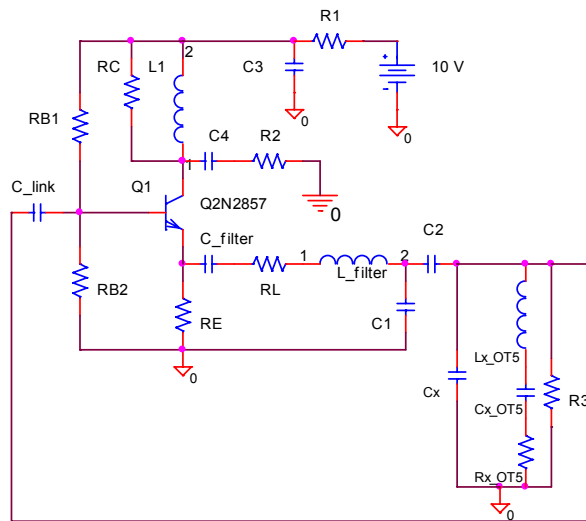 R1
2
RC
L1
C3
10 V
+
-
0
0
RB1
1
C4
R2
Q1
Q2N2857
0
C_link
C_filter
RB2
RL
1
L_filter
2
C2
RE
C1
0
Lx_OT5
Cx
Cx_OT5
R3
Rx_OT5
0